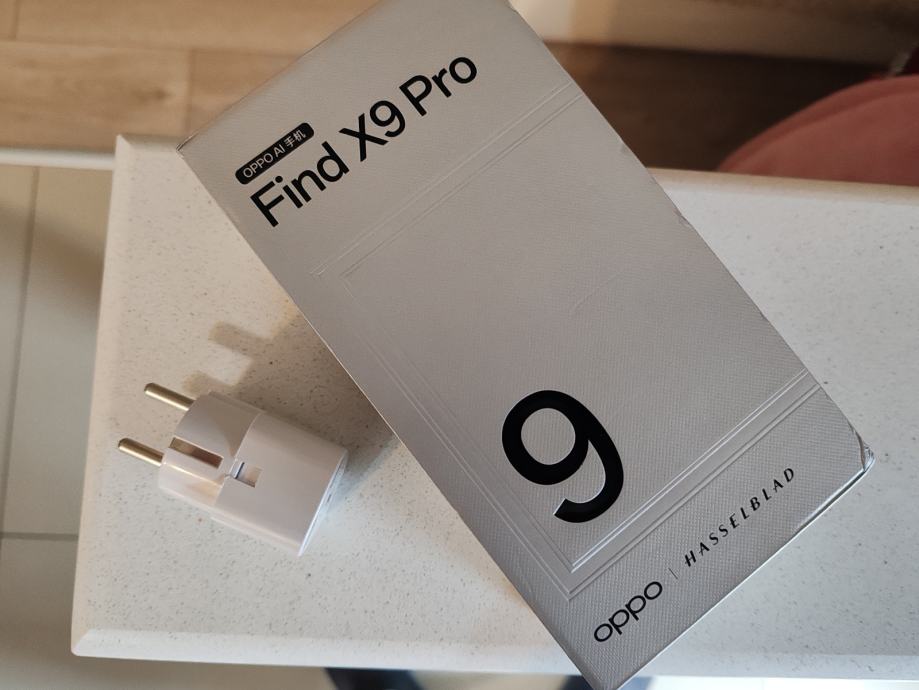 OPPO AI 手机
Find X9 Pro
9
oppo | HASSELBLAD